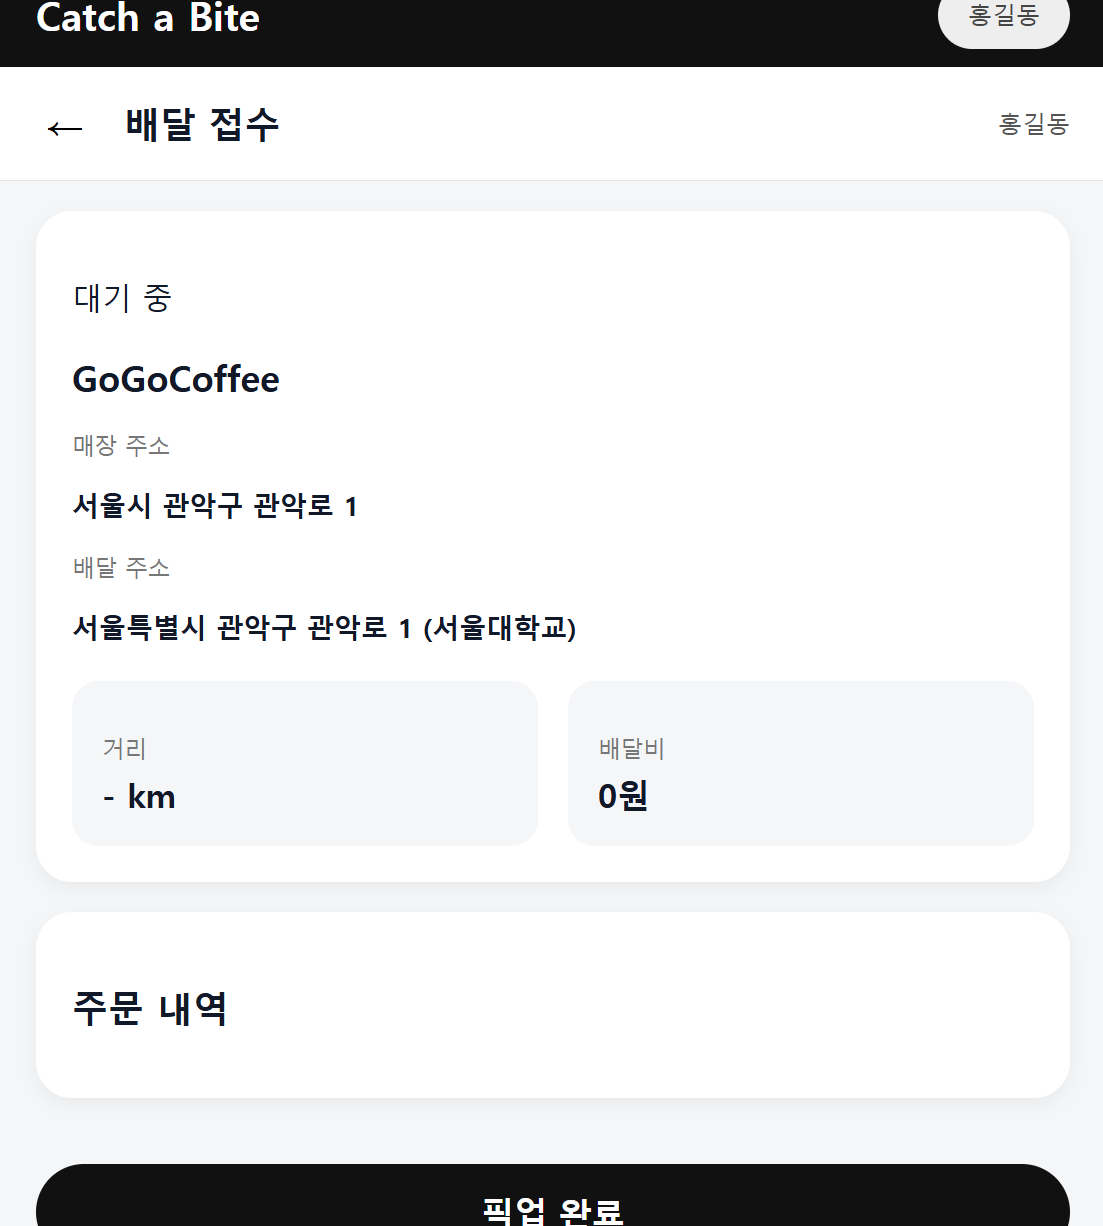 Catch a Bite
홍길동
← 배달 접수
홍길동
대기 중
GoGoCoffee
매장 주소
서울시 관악구 관악로 1
배달 주소
서울특별시 관악구 관악로 1 (서울대학교)
거리
- km
배달비
0원
주문 내역
픽업 완료